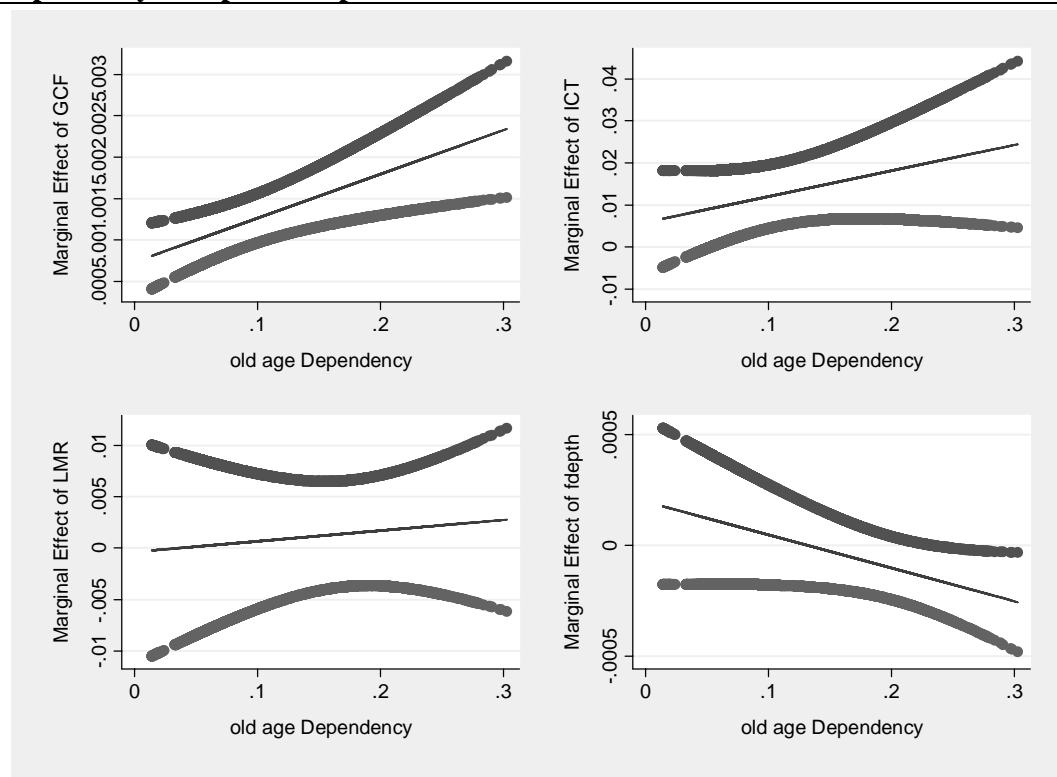 Marginal Effect of GCF
.0005.001.0015.002.0025.003
0 .1 .2 .3
old age Dependency
Marginal Effect of ICT
-.01 0 .01 .02 .03 .04
0 .1 .2 .3
old age Dependency
Marginal Effect of LMR
-.01 -.005 0 .005 .01
0 .1 .2 .3
old age Dependency
Marginal Effect of fdepth
-.0005 0 .0005
0 .1 .2 .3
old age Dependency